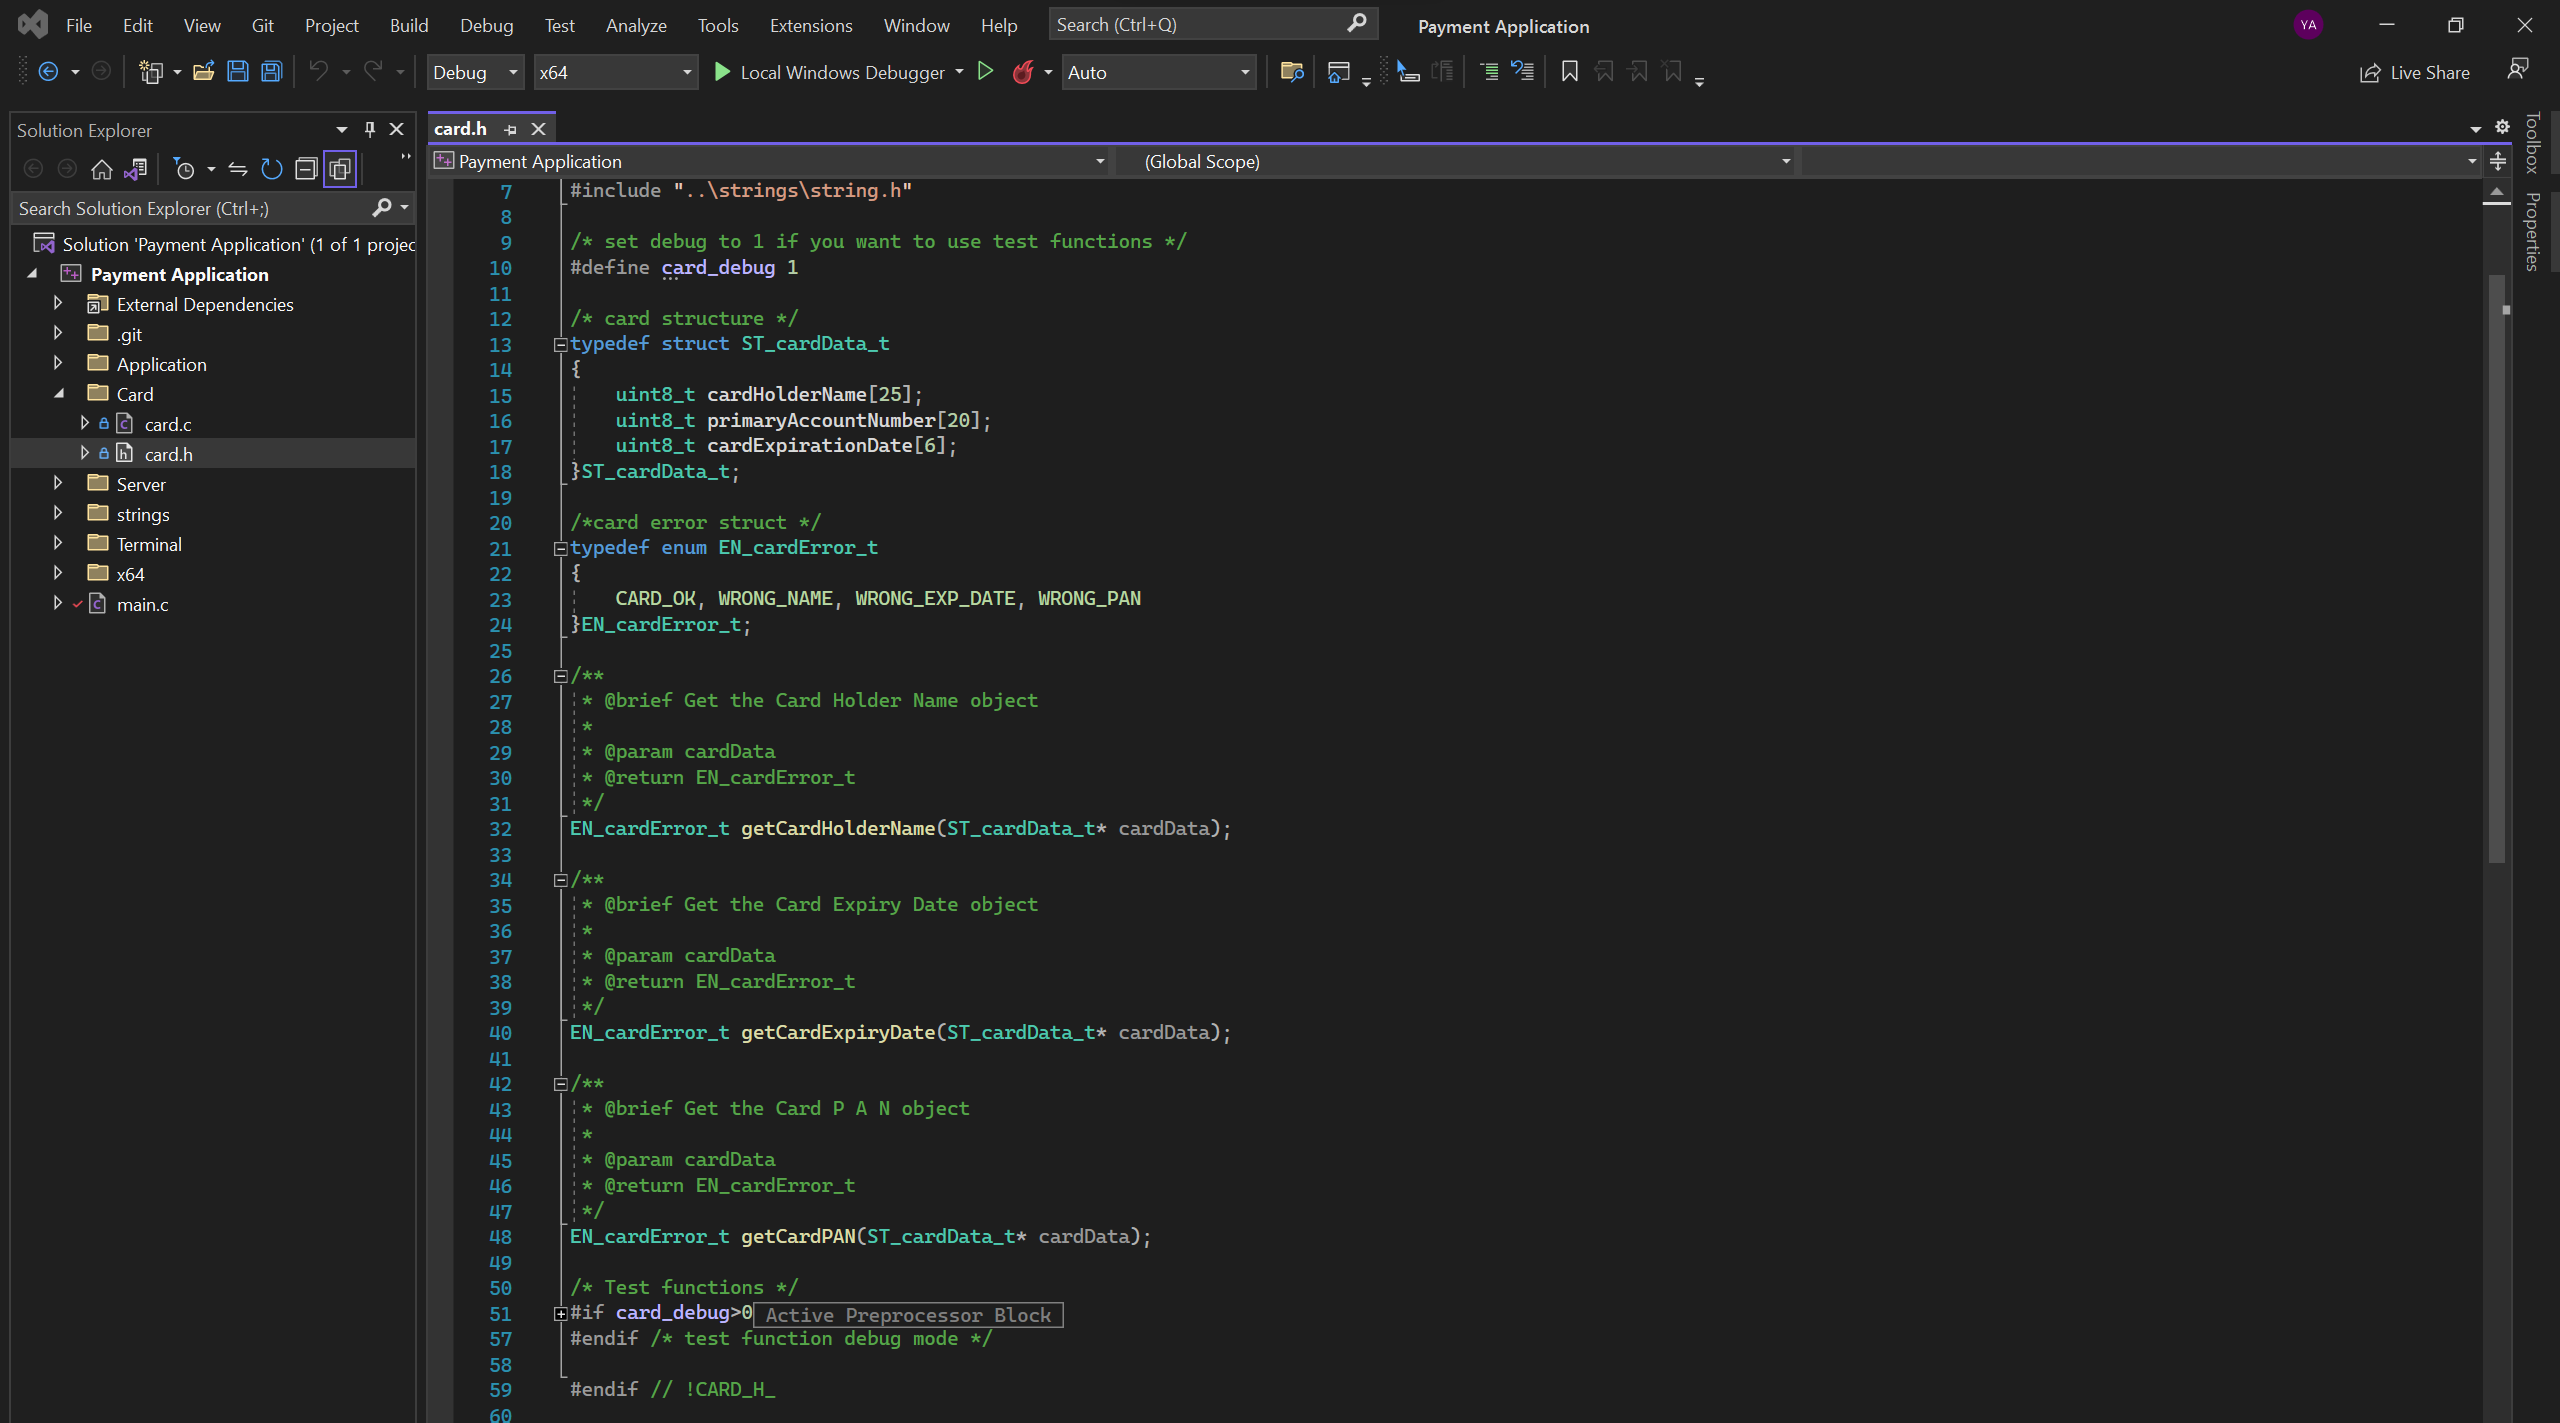 File Edit View Git Project Build Debug Test Analyze Tools Extensions Window Help Search (Ctrl+Q) Payment Application YA
Debug x64 Local Windows Debugger Auto Live Share
Solution Explorer
Search Solution Explorer (Ctrl+;)
Solution 'Payment Application' (1 of 1 projec
Payment Application
External Dependencies
.git
Application
Card
card.c
card.h
Server
strings
Terminal
x64
main.c
card.h
Payment Application (Global Scope)
7 #include "..\strings\string.h"
8
9 /* set debug to 1 if you want to use test functions */
10 #define card_debug 1
11
12 /* card structure */
13 typedef struct ST_cardData_t
14 {
15 uint8_t cardHolderName[25];
16 uint8_t primaryAccountNumber[20];
17 uint8_t cardExpirationDate[6];
18 }ST_cardData_t;
19
20 /*card error struct */
21 typedef enum EN_cardError_t
22 {
23 CARD_OK, WRONG_NAME, WRONG_EXP_DATE, WRONG_PAN
24 }EN_cardError_t;
25
26 /**
27 * @brief Get the Card Holder Name object
28 *
29 * @param cardData
30 * @return EN_cardError_t
31 */
32 EN_cardError_t getCardHolderName(ST_cardData_t* cardData);
33
34 /**
35 * @brief Get the Card Expiry Date object
36 *
37 * @param cardData
38 * @return EN_cardError_t
39 */
40 EN_cardError_t getCardExpiryDate(ST_cardData_t* cardData);
41
42 /**
43 * @brief Get the Card P A N object
44 *
45 * @param cardData
46 * @return EN_cardError_t
47 */
48 EN_cardError_t getCardPAN(ST_cardData_t* cardData);
49
50 /* Test functions */
51 #if card_debug>0 Active Preprocessor Block
57 #endif /* test function debug mode */
58
59 #endif // !CARD_H_
60
Toolbox
Properties